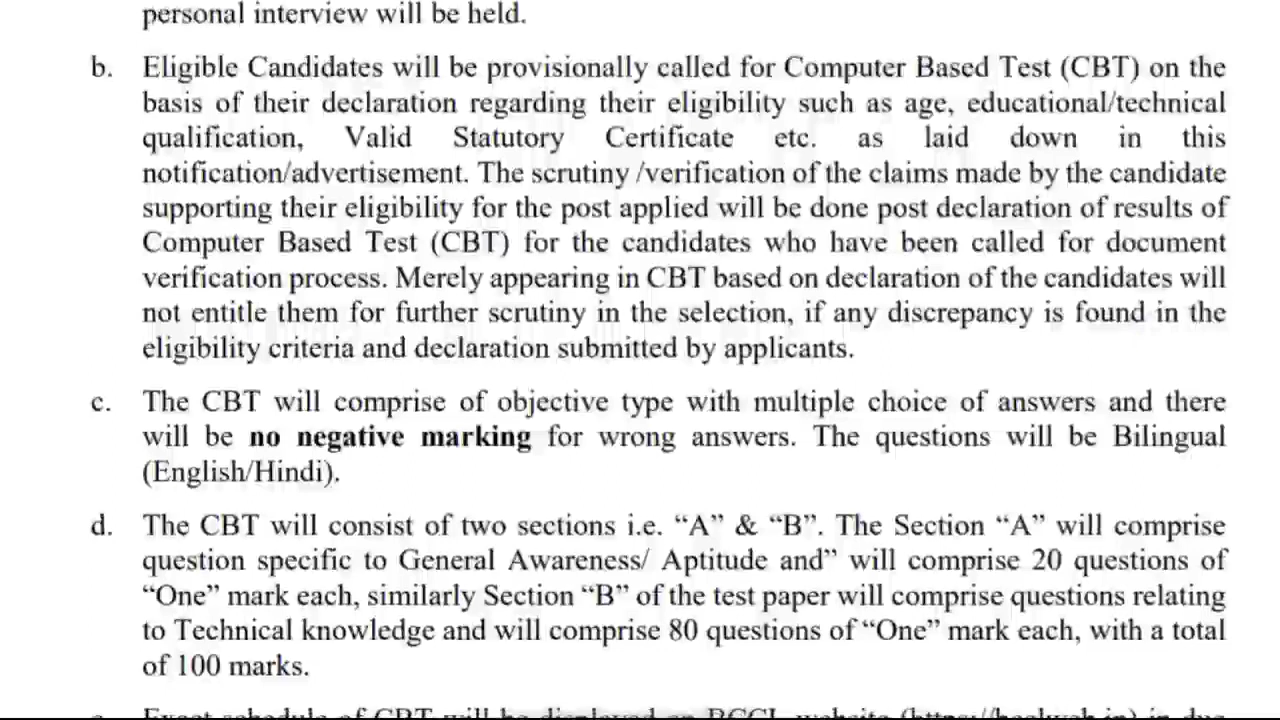 personal interview will be held.
b. Eligible Candidates will be provisionally called for Computer Based Test (CBT) on the
basis of their declaration regarding their eligibility such as age, educational/technical
qualification, Valid Statutory Certificate etc. as laid down in this
notification/advertisement. The scrutiny /verification of the claims made by the candidate
supporting their eligibility for the post applied will be done post declaration of results of
Computer Based Test (CBT) for the candidates who have been called for document
verification process. Merely appearing in CBT based on declaration of the candidates will
not entitle them for further scrutiny in the selection, if any discrepancy is found in the
eligibility criteria and declaration submitted by applicants.
c. The CBT will comprise of objective type with multiple choice of answers and there
will be no negative marking for wrong answers. The questions will be Bilingual
(English/Hindi).
d. The CBT will consist of two sections i.e. “A” & “B”. The Section “A” will comprise
question specific to General Awareness/ Aptitude and” will comprise 20 questions of
“One” mark each, similarly Section “B” of the test paper will comprise questions relating
to Technical knowledge and will comprise 80 questions of “One” mark each, with a total
of 100 marks.
Exact schedule of CBT will be displayed on BCCL website